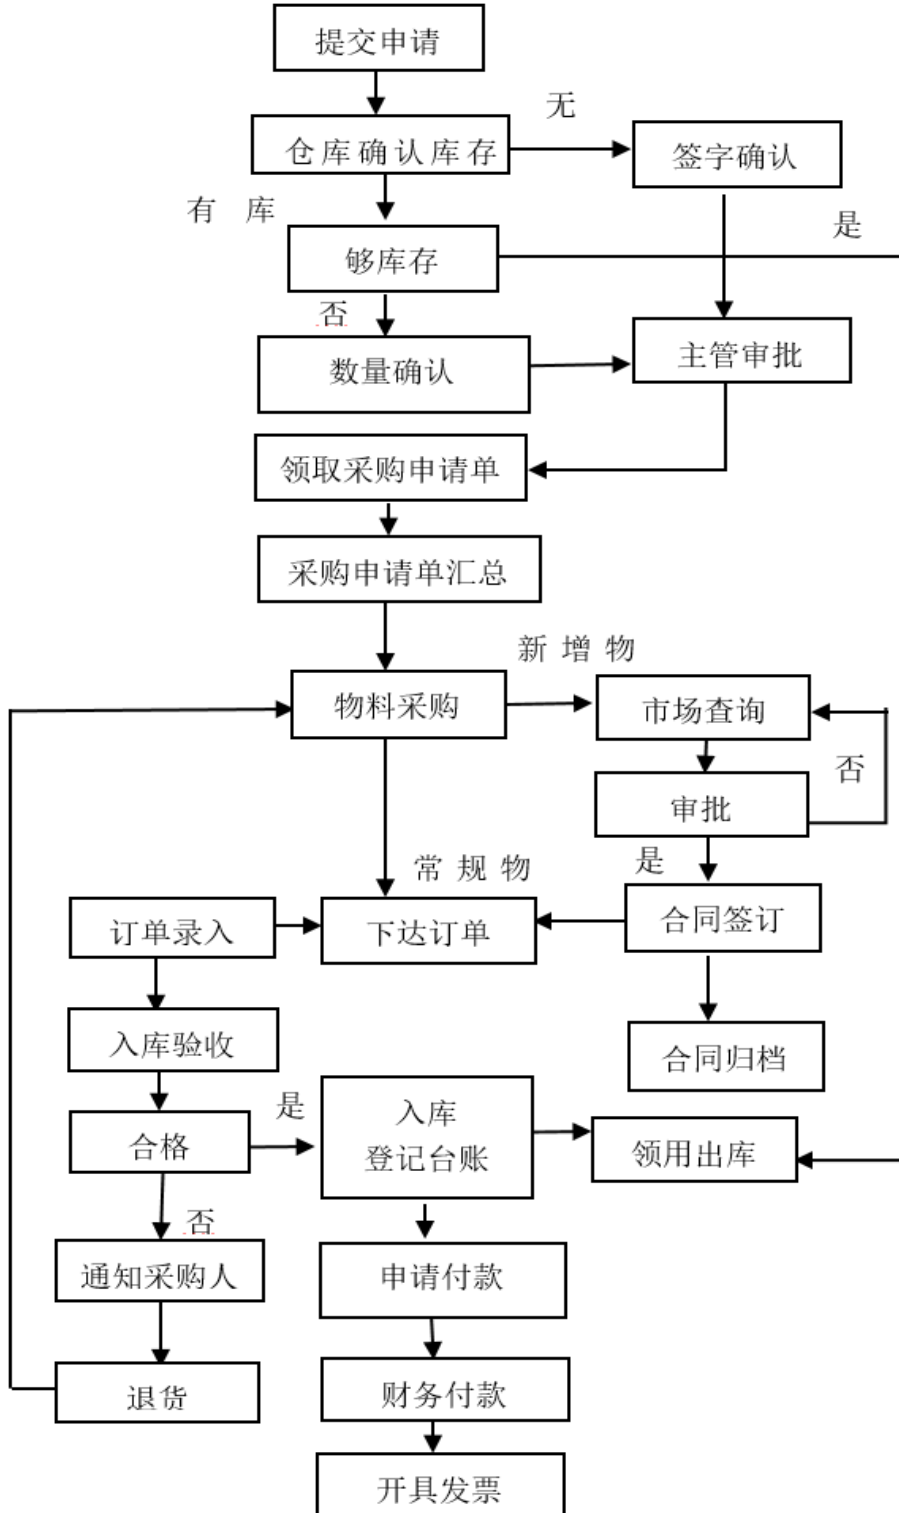 提交申请
无
仓库确认库存
签字确认
有 库
是
够库存
否
主管审批
数量确认
领取采购申请单
采购申请单汇总
新增物
物料采购
市场查询
否
审批
常规物
是
订单录入
下达订单
合同签订
入库验收
合同归档
是
入库
登记台账
合格
领用出库
否
通知采购人
申请付款
退货
财务付款
开具发票